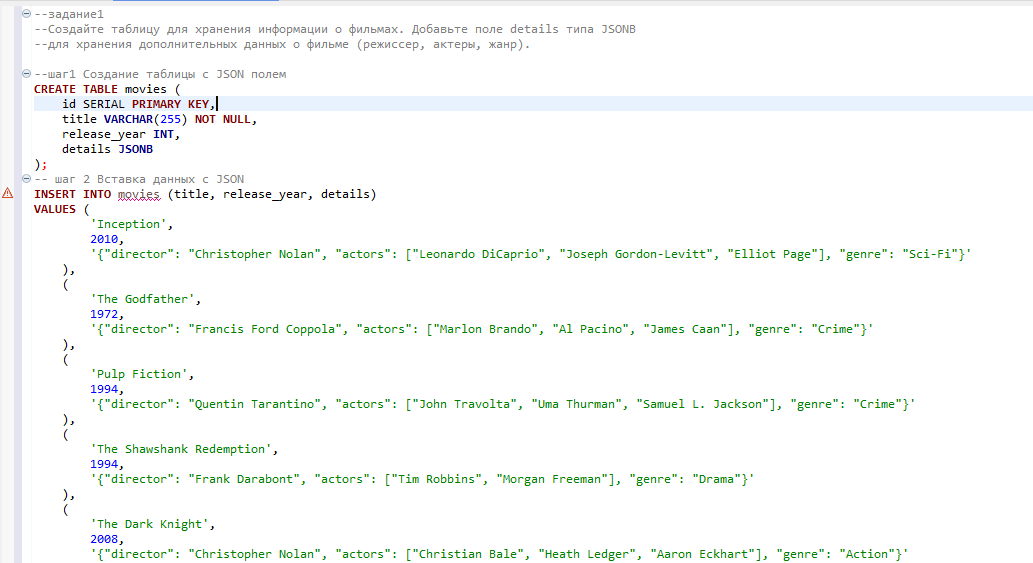 --задание1
--Создайте таблицу для хранения информации о фильмах. Добавьте поле details типа JSONB
--для хранения дополнительных данных о фильме (режиссер, актеры, жанр).
--шаг1 Создание таблицы с JSON полем
CREATE TABLE movies (
    id SERIAL PRIMARY KEY,
    title VARCHAR(255) NOT NULL,
    release_year INT,
    details JSONB
);
-- шаг 2 Вставка данных с JSON
INSERT INTO movies (title, release_year, details)
VALUES (
        'Inception',
        2010,
        '{"director": "Christopher Nolan", "actors": ["Leonardo DiCaprio", "Joseph Gordon-Levitt", "Elliot Page"], "genre": "Sci-Fi"}'
    ),
    (
        'The Godfather',
        1972,
        '{"director": "Francis Ford Coppola", "actors": ["Marlon Brando", "Al Pacino", "James Caan"], "genre": "Crime"}'
    ),
    (
        'Pulp Fiction',
        1994,
        '{"director": "Quentin Tarantino", "actors": ["John Travolta", "Uma Thurman", "Samuel L. Jackson"], "genre": "Crime"}'
    ),
    (
        'The Shawshank Redemption',
        1994,
        '{"director": "Frank Darabont", "actors": ["Tim Robbins", "Morgan Freeman"], "genre": "Drama"}'
    ),
    (
        'The Dark Knight',
        2008,
        '{"director": "Christopher Nolan", "actors": ["Christian Bale", "Heath Ledger", "Aaron Eckhart"], "genre": "Action"}'